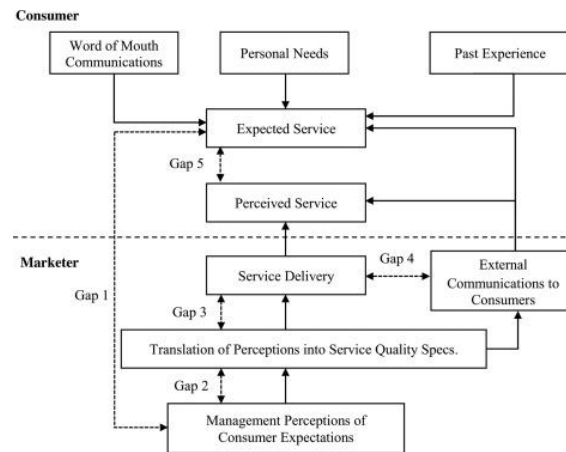 Consumer
Word of Mouth
Communications
Personal Needs
Past Experience
Expected Service
Gap 5
Perceived Service
Marketer
Gap 4
Service Delivery
External
Communications to
Consumers
Gap 1
Gap 3
Translation of Perceptions into Service Quality Specs.
Gap 2
Management Perceptions of
Consumer Expectations